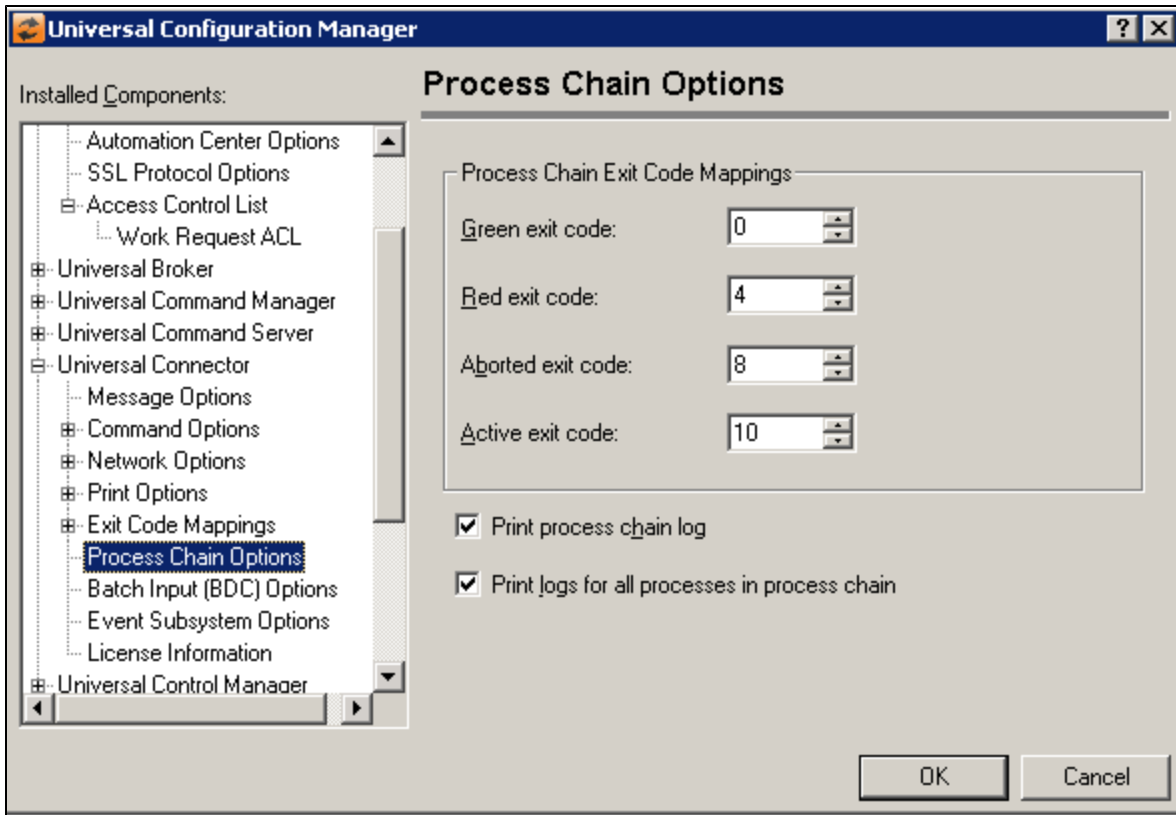 Universal Configuration Manager
Installed Components:
Automation Center Options
SSL Protocol Options
Access Control List
Work Request ACL
Universal Broker
Universal Command Manager
Universal Command Server
Universal Connector
Message Options
Command Options
Network Options
Print Options
Exit Code Mappings
Process Chain Options
Batch Input (BDC) Options
Event Subsystem Options
License Information
Universal Control Manager
Process Chain Options
Process Chain Exit Code Mappings
Green exit code: 0
Red exit code: 4
Aborted exit code: 8
Active exit code: 10
Print process chain log
Print logs for all processes in process chain
OK
Cancel